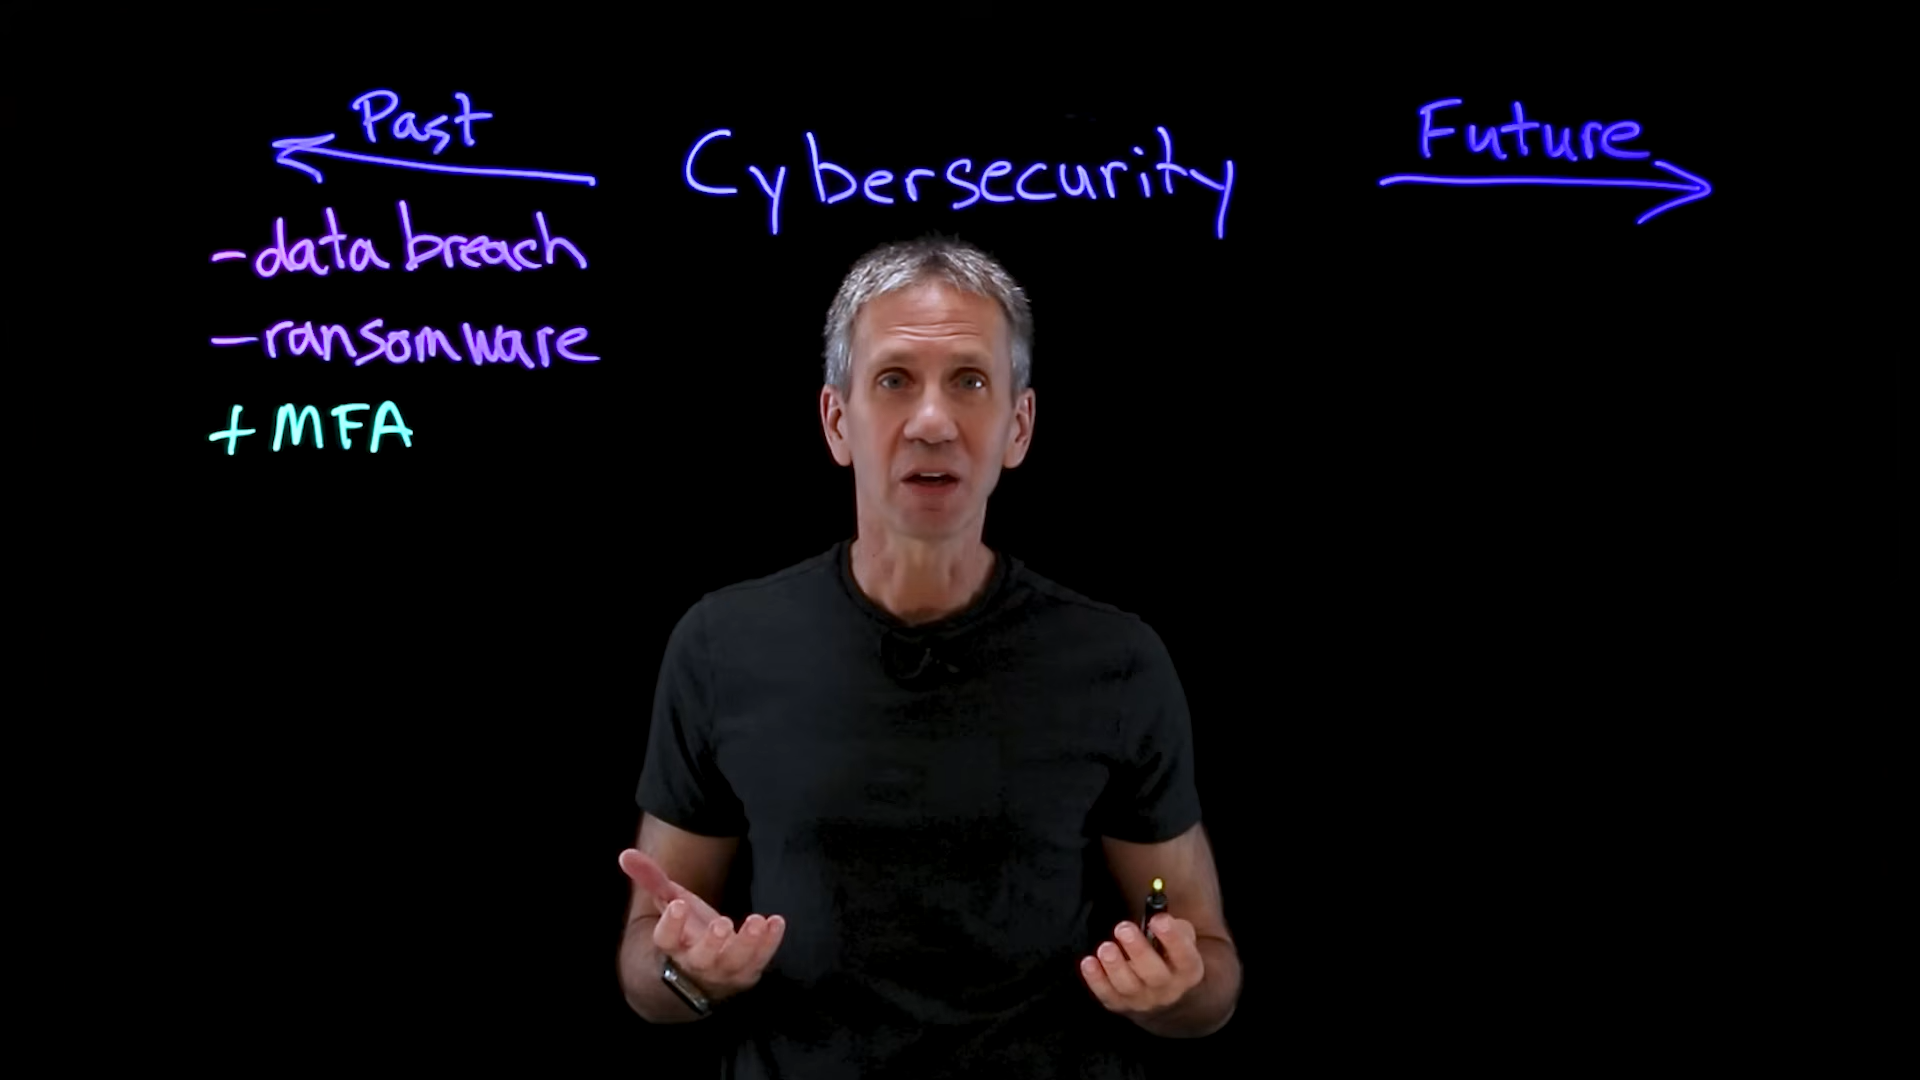 Past
Cybersecurity
Future
- data breach
- ransomware
+ MFA